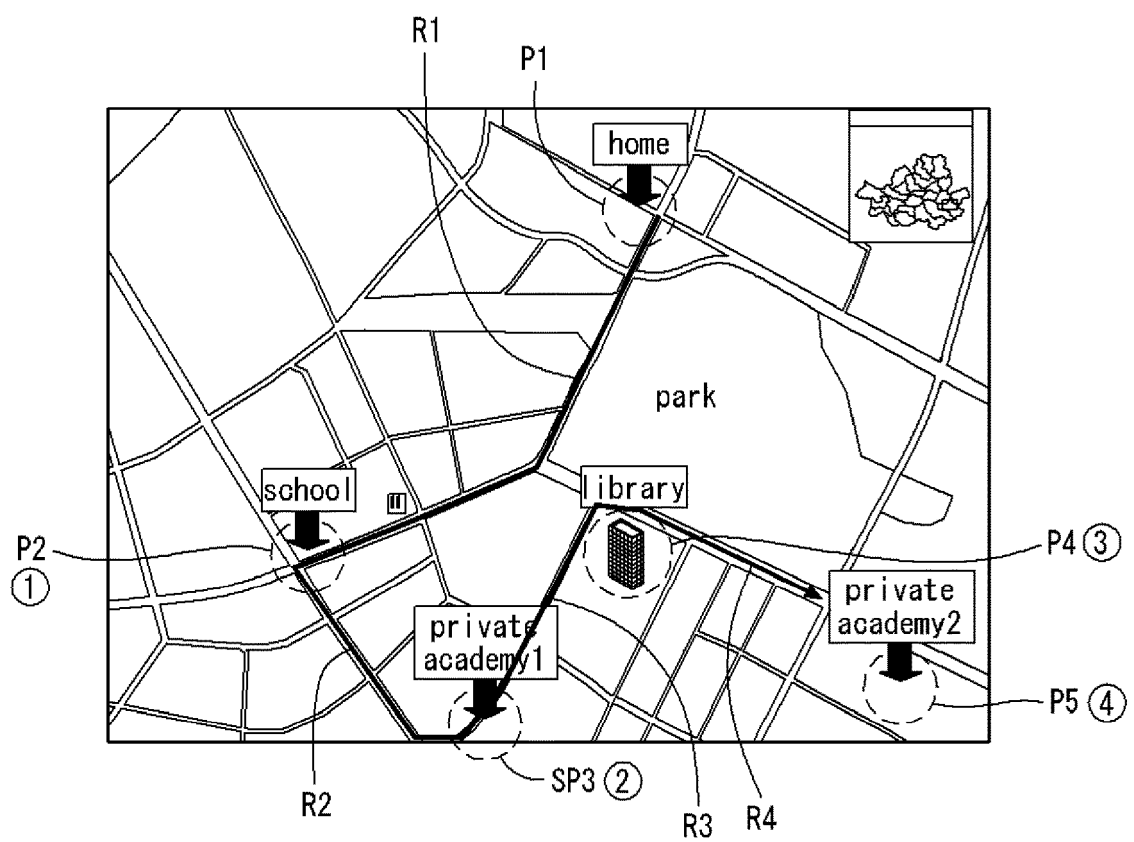 R1
P1
home
park
school
library
P2
①
P4 ③
private
academy1
private
academy2
P5 ④
SP3 ②
R2
R3
R4